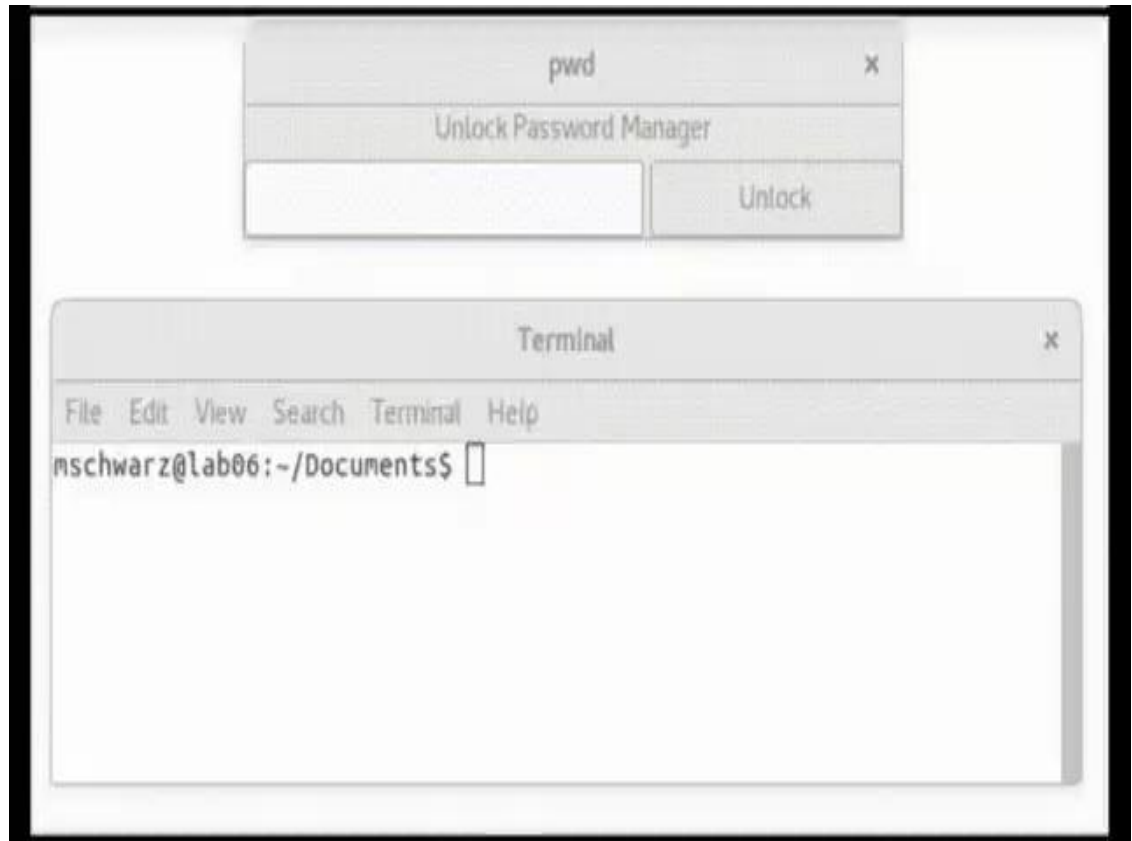 pwd x
Unlock Password Manager
Unlock
Terminal x
File Edit View Search Terminal Help
mschwarz@lab06:~/Documents$